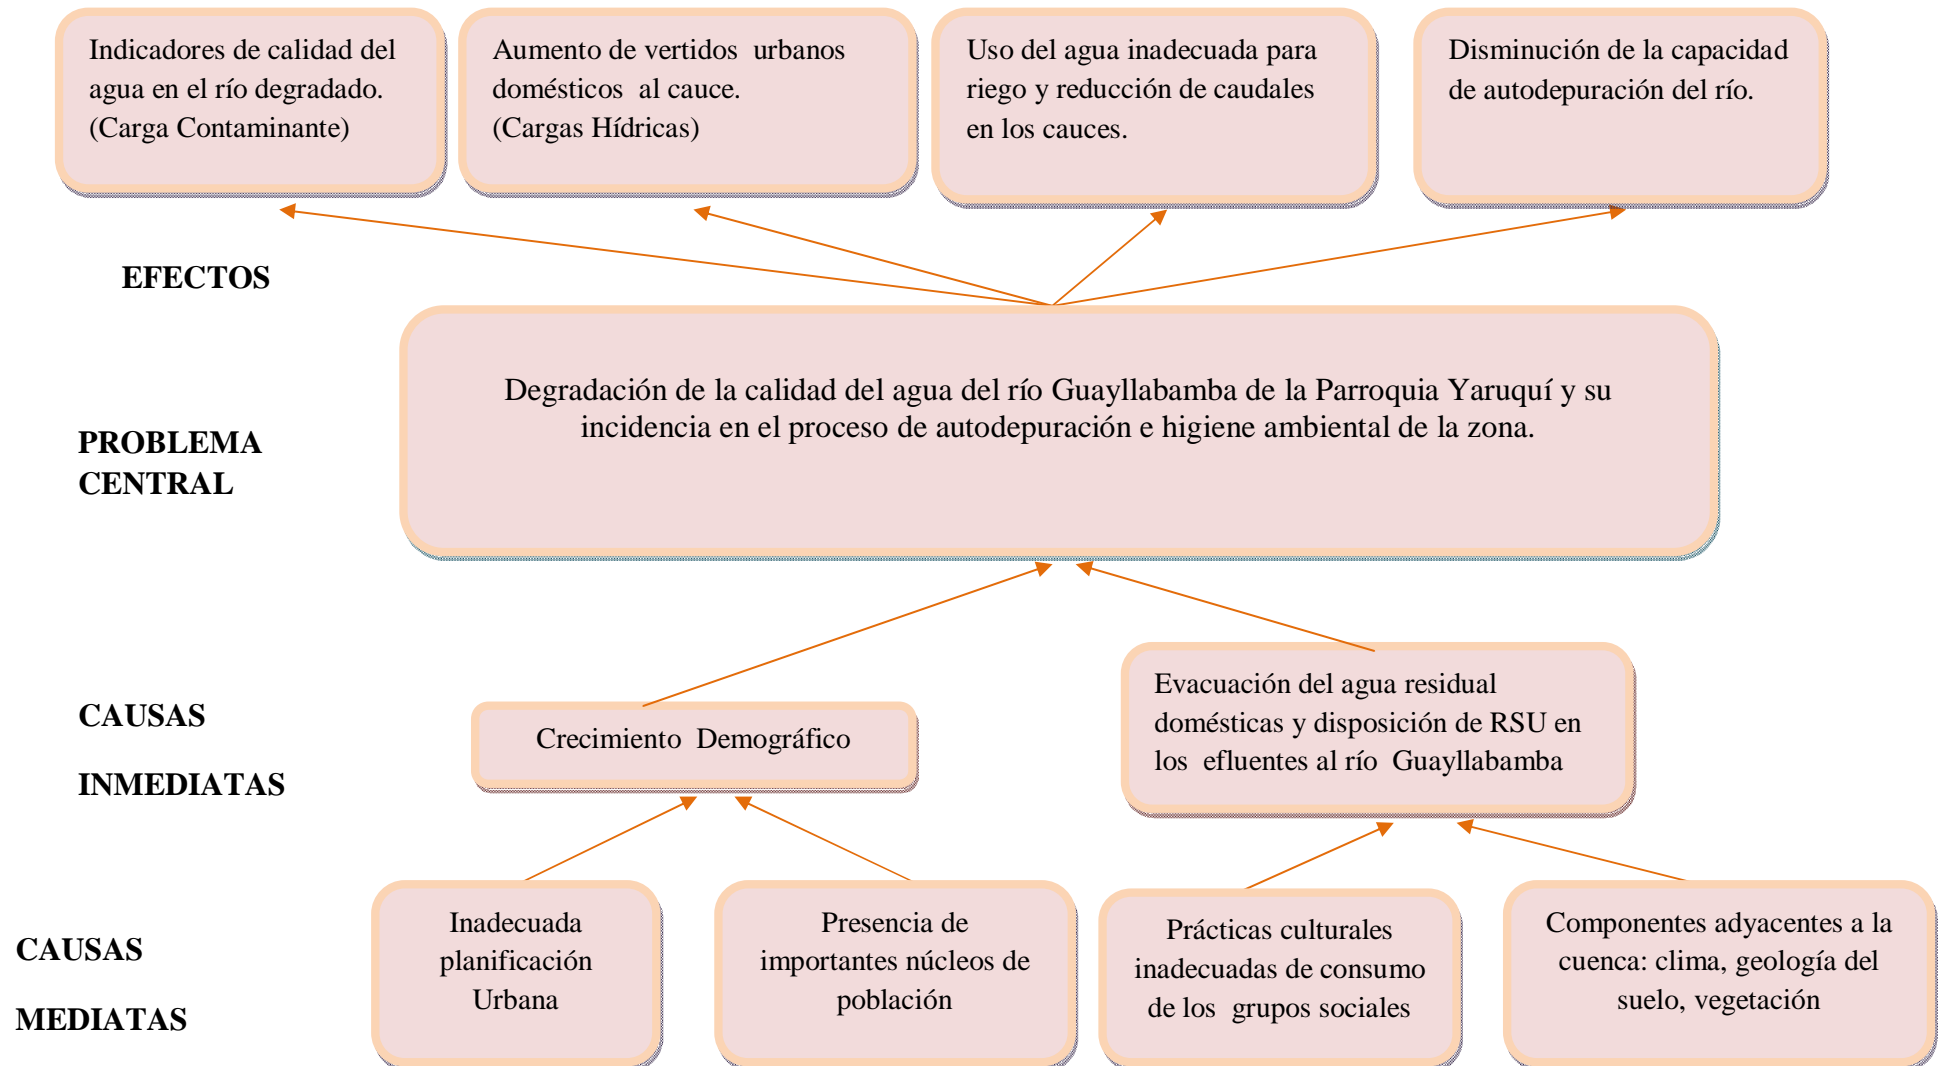 Indicadores de calidad del
agua en el río degradado.
(Carga Contaminante)
Aumento de vertidos urbanos
domésticos al cauce.
(Cargas Hídricas)
Uso del agua inadecuada para
riego y reducción de caudales
en los cauces.
Disminución de la capacidad
de autodepuración del río.
EFECTOS
Degradación de la calidad del agua del río Guayllabamba de la Parroquia Yaruquí y su
incidencia en el proceso de autodepuración e higiene ambiental de la zona.
PROBLEMA
CENTRAL
CAUSAS
INMEDIATAS
Crecimiento Demográfico
Evacuación del agua residual
domésticas y disposición de RSU en
los efluentes al río Guayllabamba
CAUSAS
MEDIATAS
Inadecuada
planificación
Urbana
Presencia de
importantes núcleos de
población
Prácticas culturales
inadecuadas de consumo
de los grupos sociales
Componentes adyacentes a la
cuenca: clima, geología del
suelo, vegetación